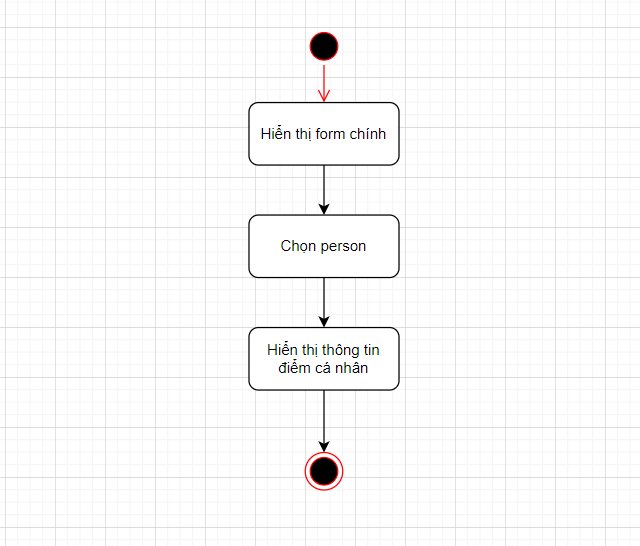 Hiển thị form chính
Chọn person
Hiển thị thông tin
điểm cá nhân